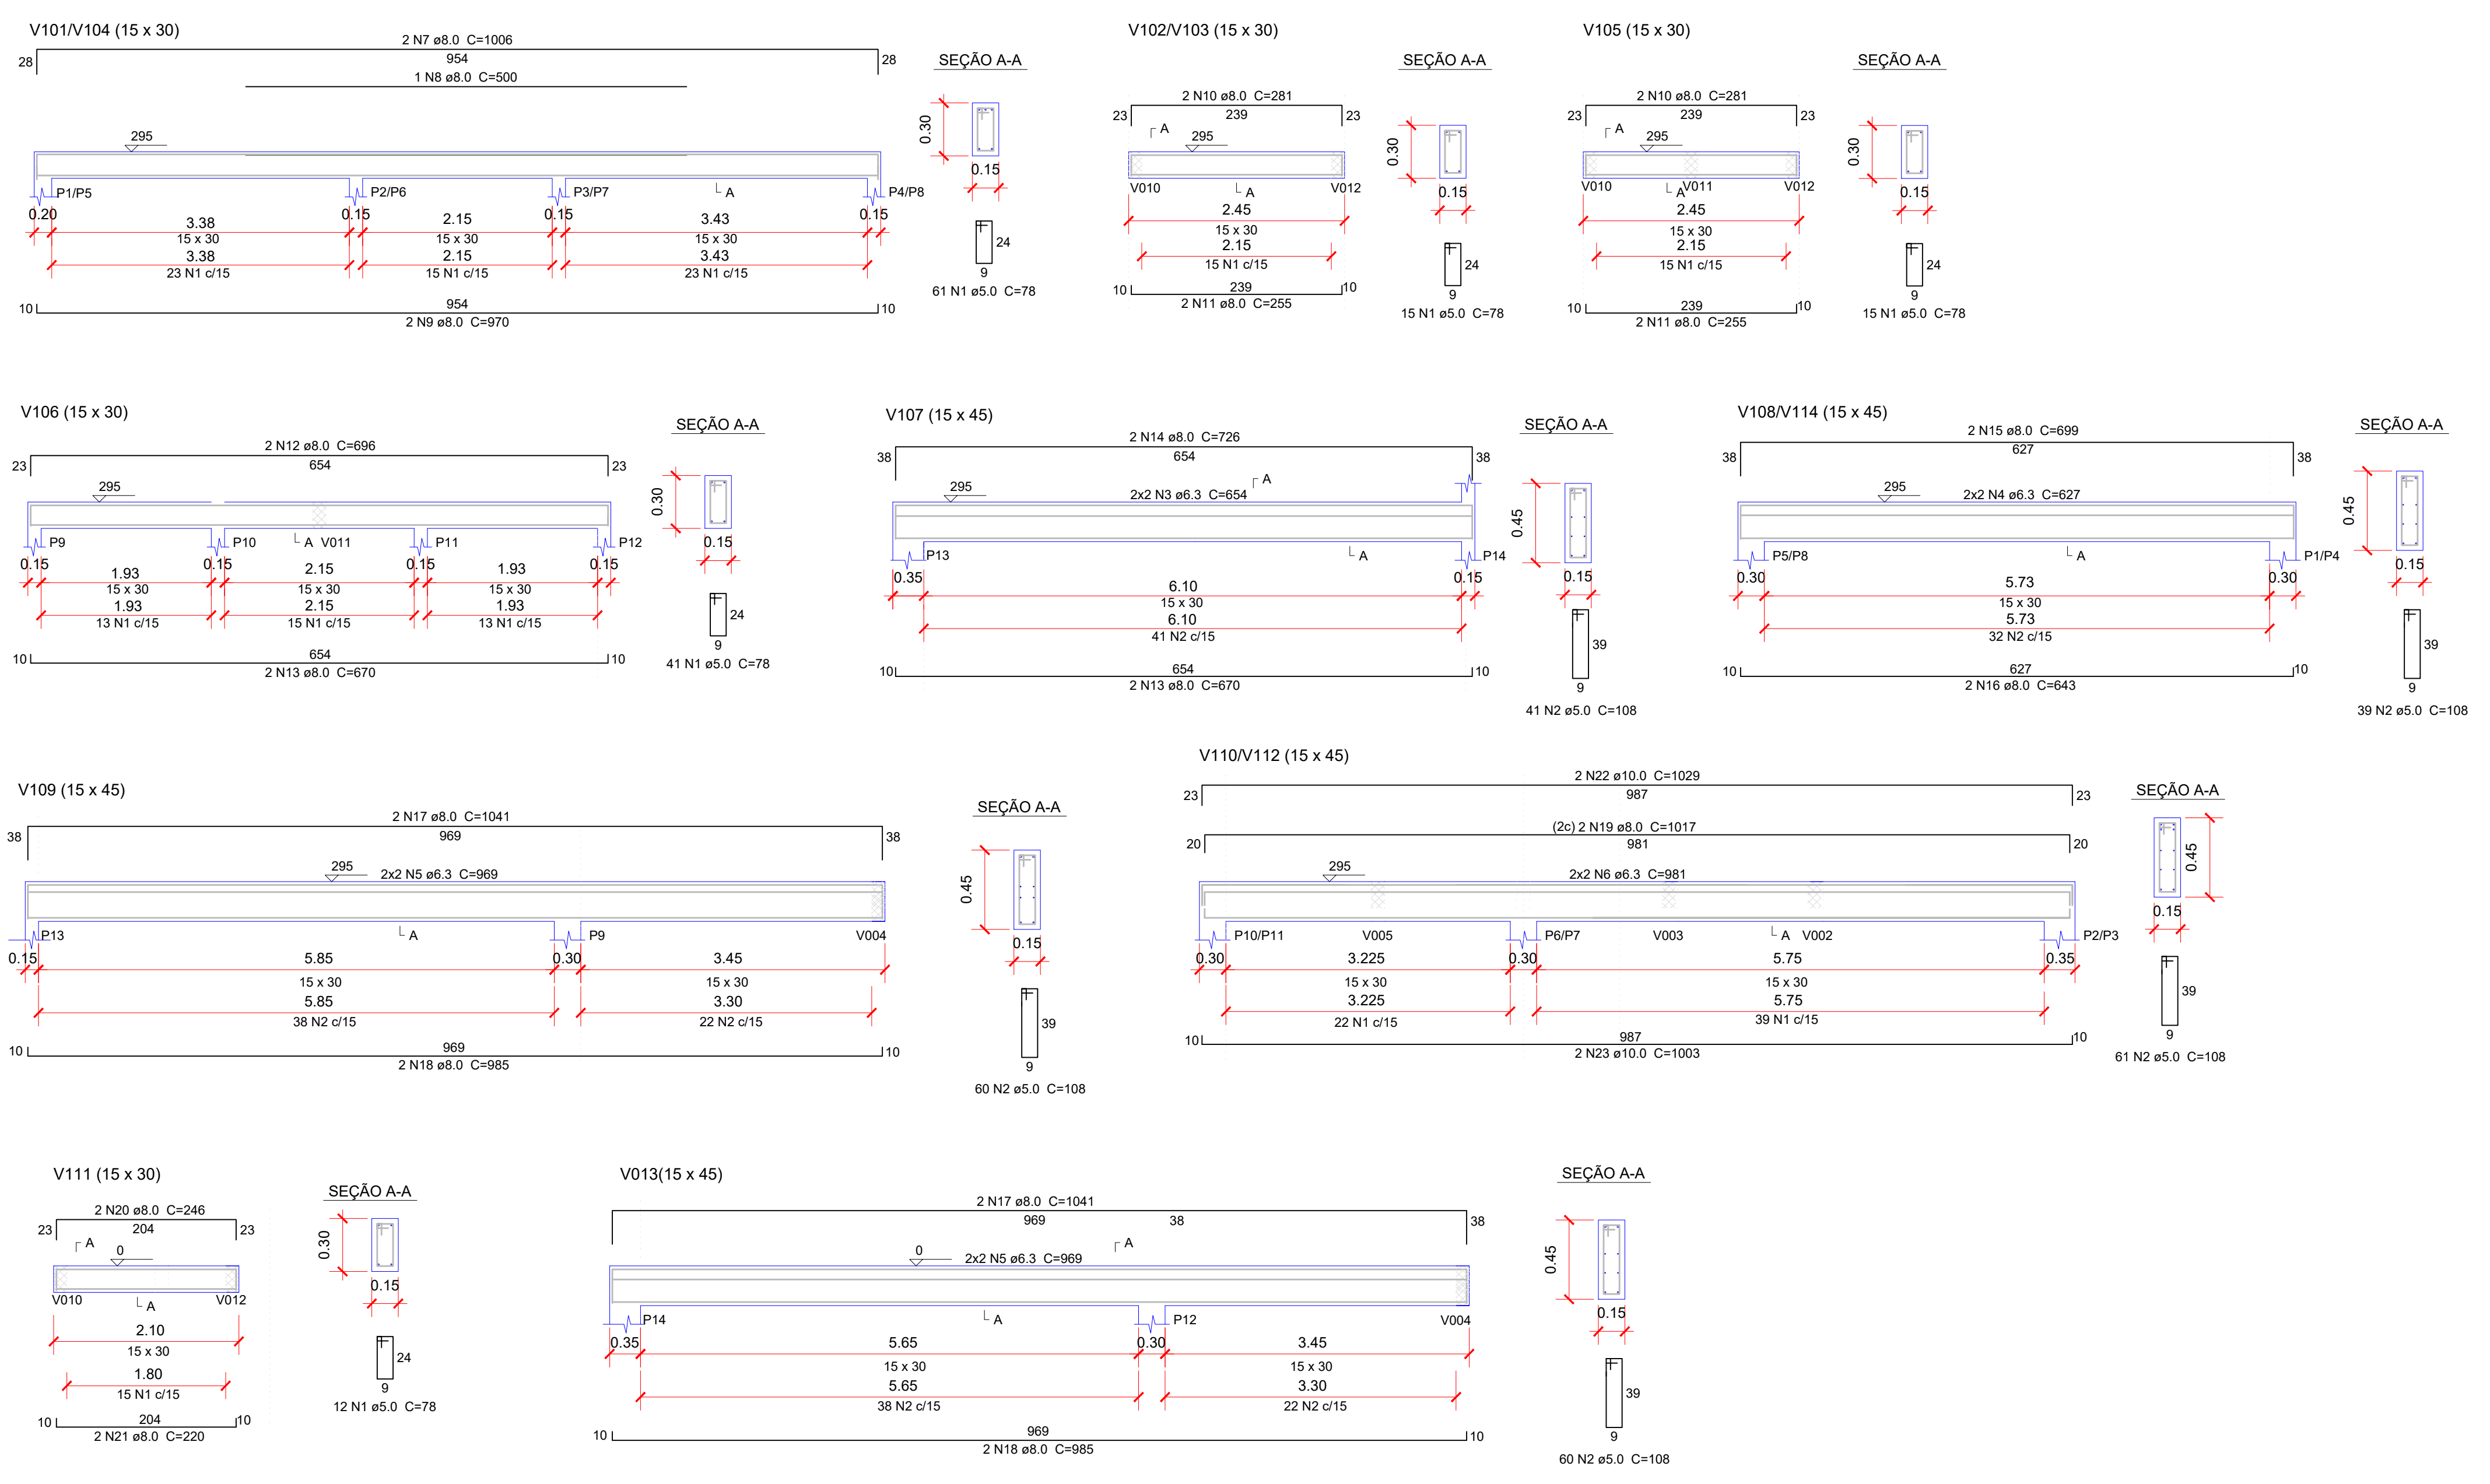 V101/V104 (15 x 30)
2 N7 ø8.0 C=1006
28
954
28
1 N8 ø8.0 C=500
295
P1/P5
P2/P6
P3/P7
A
P4/P8
0.20
3.38
0.15
2.15
0.15
3.43
0.15
15 x 30
15 x 30
15 x 30
3.38
2.15
3.43
23 N1 c/15
15 N1 c/15
23 N1 c/15
10
954
10
2 N9 ø8.0 C=970
SEÇÃO A-A
0.30
0.15
24
9
61 N1 ø5.0 C=78
V102/V103 (15 x 30)
2 N10 ø8.0 C=281
23
239
23
A
295
V010
A
V012
2.45
15 x 30
2.15
15 N1 c/15
10
239
10
2 N11 ø8.0 C=255
SEÇÃO A-A
0.30
0.15
24
9
15 N1 ø5.0 C=78
V105 (15 x 30)
2 N10 ø8.0 C=281
23
239
23
A
295
V010
A
V011
V012
2.45
15 x 30
2.15
15 N1 c/15
10
239
10
2 N11 ø8.0 C=255
SEÇÃO A-A
0.30
0.15
24
9
15 N1 ø5.0 C=78
V106 (15 x 30)
2 N12 ø8.0 C=696
23
654
23
295
P9
P10
A
V011
P11
P12
0.15
1.93
0.15
2.15
0.15
1.93
0.15
15 x 30
15 x 30
15 x 30
1.93
2.15
1.93
13 N1 c/15
15 N1 c/15
13 N1 c/15
10
654
10
2 N13 ø8.0 C=670
SEÇÃO A-A
0.30
0.15
24
9
41 N1 ø5.0 C=78
V107 (15 x 45)
2 N14 ø8.0 C=726
38
654
38
A
295
2x2 N3 ø6.3 C=654
P13
A
P14
0.35
6.10
0.15
15 x 30
6.10
41 N2 c/15
10
654
10
2 N13 ø8.0 C=670
SEÇÃO A-A
0.45
0.15
39
9
41 N2 ø5.0 C=108
V108/V114 (15 x 45)
2 N15 ø8.0 C=699
38
627
38
295
2x2 N4 ø6.3 C=627
P5/P8
A
P1/P4
0.30
5.73
0.30
15 x 30
5.73
32 N2 c/15
10
627
10
2 N16 ø8.0 C=643
SEÇÃO A-A
0.45
0.15
39
9
39 N2 ø5.0 C=108
V109 (15 x 45)
2 N17 ø8.0 C=1041
38
969
38
295
2x2 N5 ø6.3 C=969
P13
A
P9
V004
0.15
5.85
0.30
3.45
15 x 30
15 x 30
5.85
3.30
38 N2 c/15
22 N2 c/15
10
969
10
2 N18 ø8.0 C=985
SEÇÃO A-A
0.45
0.15
39
9
60 N2 ø5.0 C=108
V110/V112 (15 x 45)
2 N22 ø10.0 C=1029
23
987
23
(2c) 2 N19 ø8.0 C=1017
20
981
20
295
2x2 N6 ø6.3 C=981
P10/P11
V005
P6/P7
V003
A
V002
P2/P3
0.30
3.225
0.30
5.75
0.35
15 x 30
15 x 30
3.225
5.75
22 N1 c/15
39 N1 c/15
10
987
10
2 N23 ø10.0 C=1003
SEÇÃO A-A
0.45
0.15
39
9
61 N2 ø5.0 C=108
V111 (15 x 30)
2 N20 ø8.0 C=246
23
204
23
A
0
V010
A
V012
2.10
15 x 30
1.80
15 N1 c/15
10
204
10
2 N21 ø8.0 C=220
SEÇÃO A-A
0.30
0.15
24
9
12 N1 ø5.0 C=78
V013(15 x 45)
2 N17 ø8.0 C=1041
969
38
38
A
0
2x2 N5 ø6.3 C=969
P14
A
P12
V004
0.35
5.65
0.30
3.45
15 x 30
15 x 30
5.65
3.30
38 N2 c/15
22 N2 c/15
10
969
10
2 N18 ø8.0 C=985
SEÇÃO A-A
0.45
0.15
39
9
60 N2 ø5.0 C=108